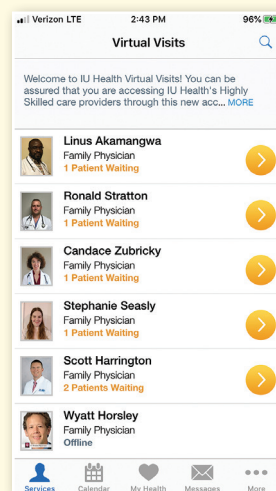 Verizon LTE 2:43 PM 96%
Virtual Visits
Welcome to IU Health Virtual Visits! You can be
assured that you are accessing IU Health's Highly
Skilled care providers through this new acc... MORE
Linus Akamangwa
Family Physician
1 Patient Waiting
Ronald Stratton
Family Physician
1 Patient Waiting
Candace Zubricky
Family Physician
1 Patient Waiting
Stephanie Seasly
Family Physician
1 Patient Waiting
Scott Harrington
Family Physician
2 Patients Waiting
Wyatt Horsley
Family Physician
Offline
Services Calendar My Health Messages More